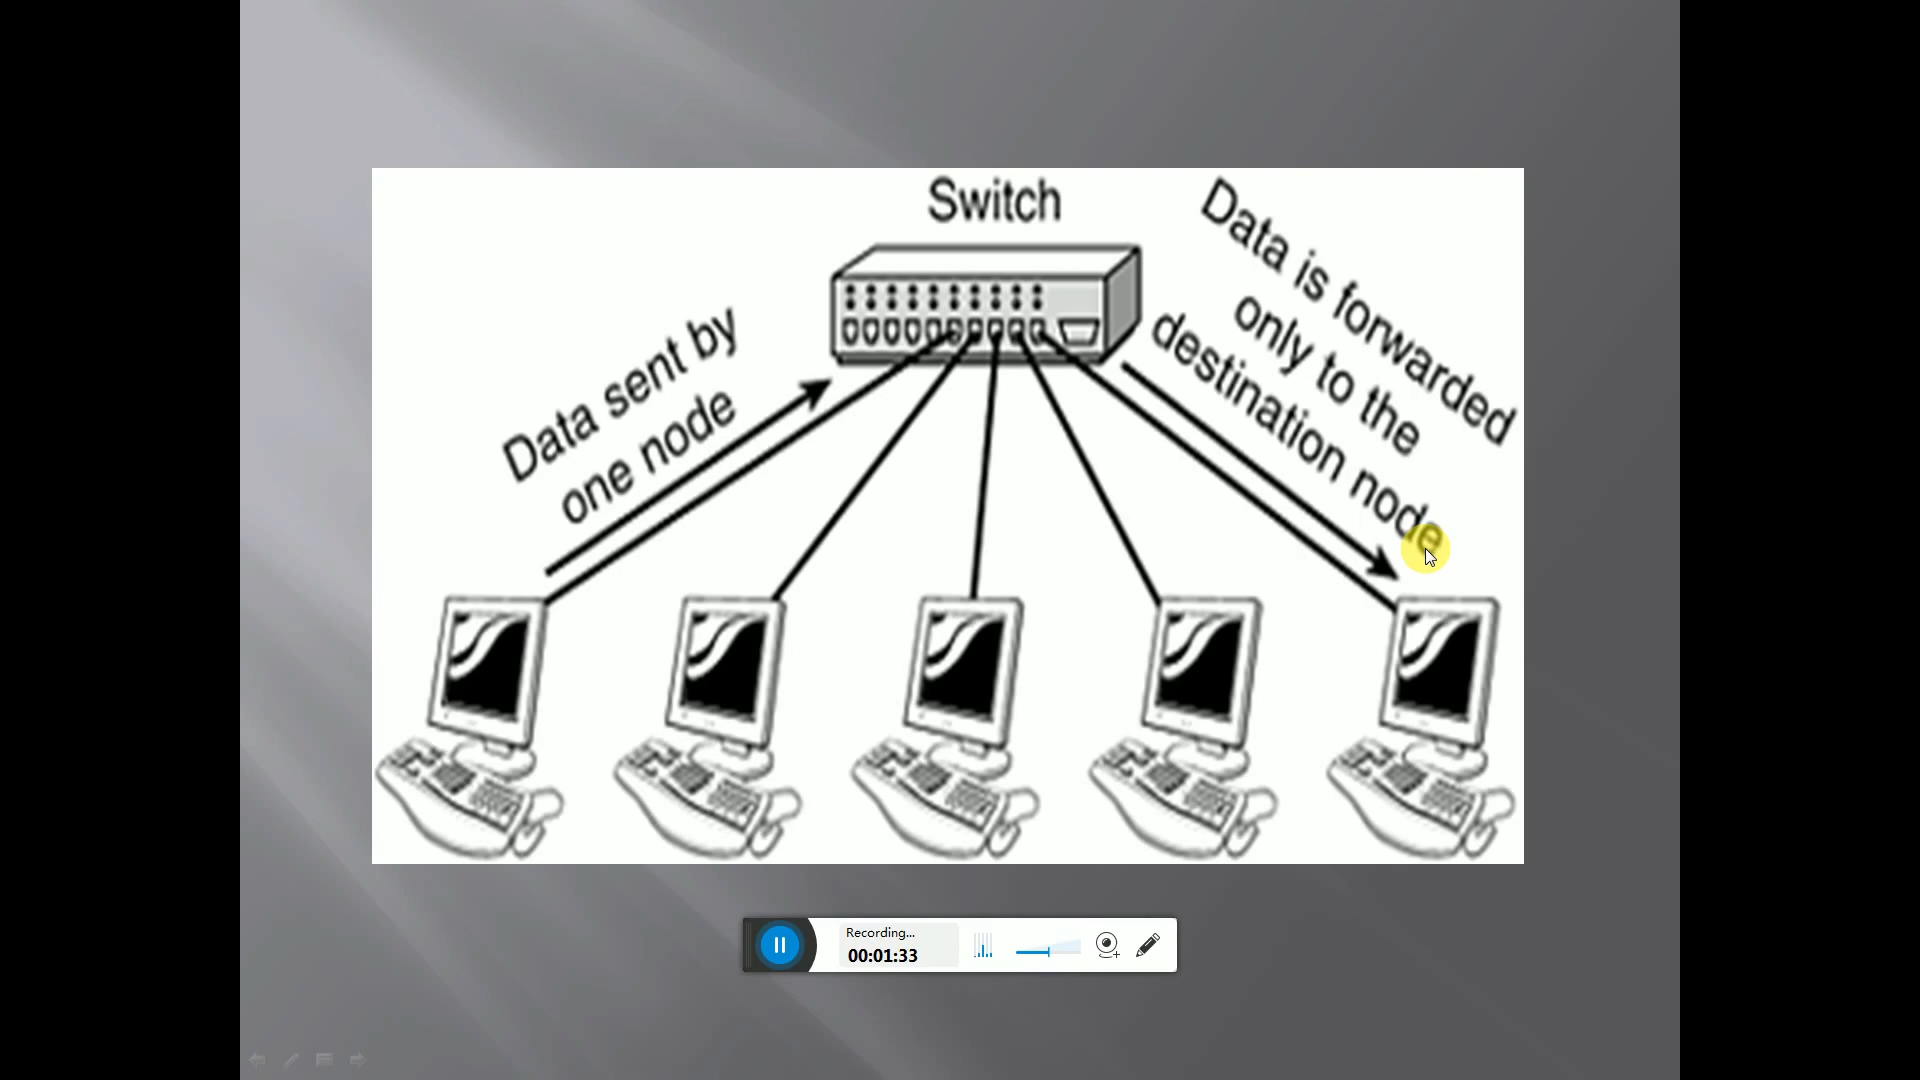 Switch
Data sent by
one node
Data is forwarded
only to the
destination node
Recording...
00:01:33